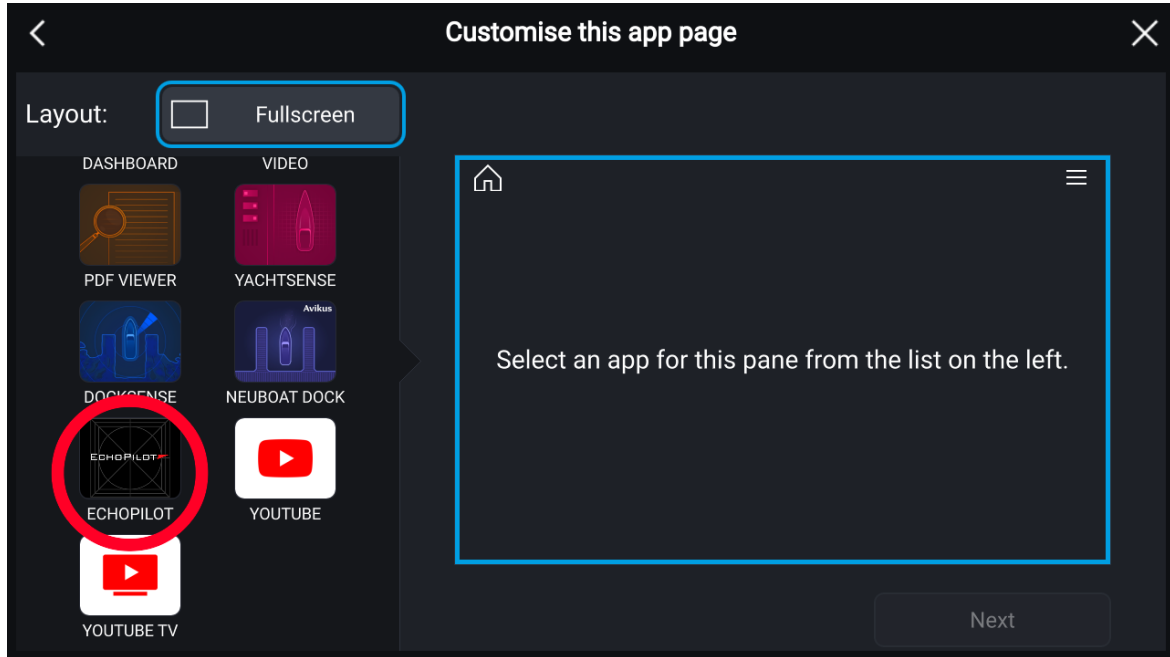 Customise this app page
Layout:
Fullscreen
DASHBOARD
VIDEO
PDF VIEWER
YACHTSENSE
Avikus
DOCKSENSE
NEUBOAT DOCK
ECHOPILOT
ECHOPILOT
YOUTUBE
YOUTUBE TV
Select an app for this pane from the list on the left.
Next